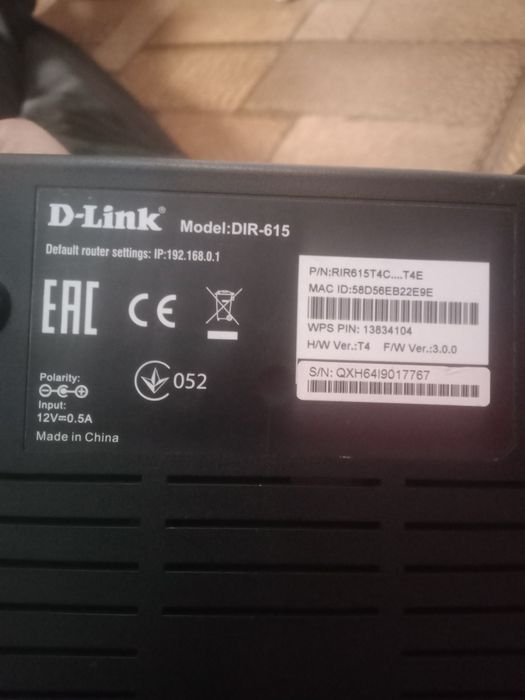 D-Link®
Model:DIR-615
Default router settings: IP:192.168.0.1
P/N:RIR615T4C....T4E
MAC ID:58D56EB22E9E
WPS PIN: 13834104
H/W Ver.:T4 F/W Ver.:3.0.0
S/N: QXH64I9017767
EAC CE
052
Polarity:
Input:
12V⎓0.5A
Made in China